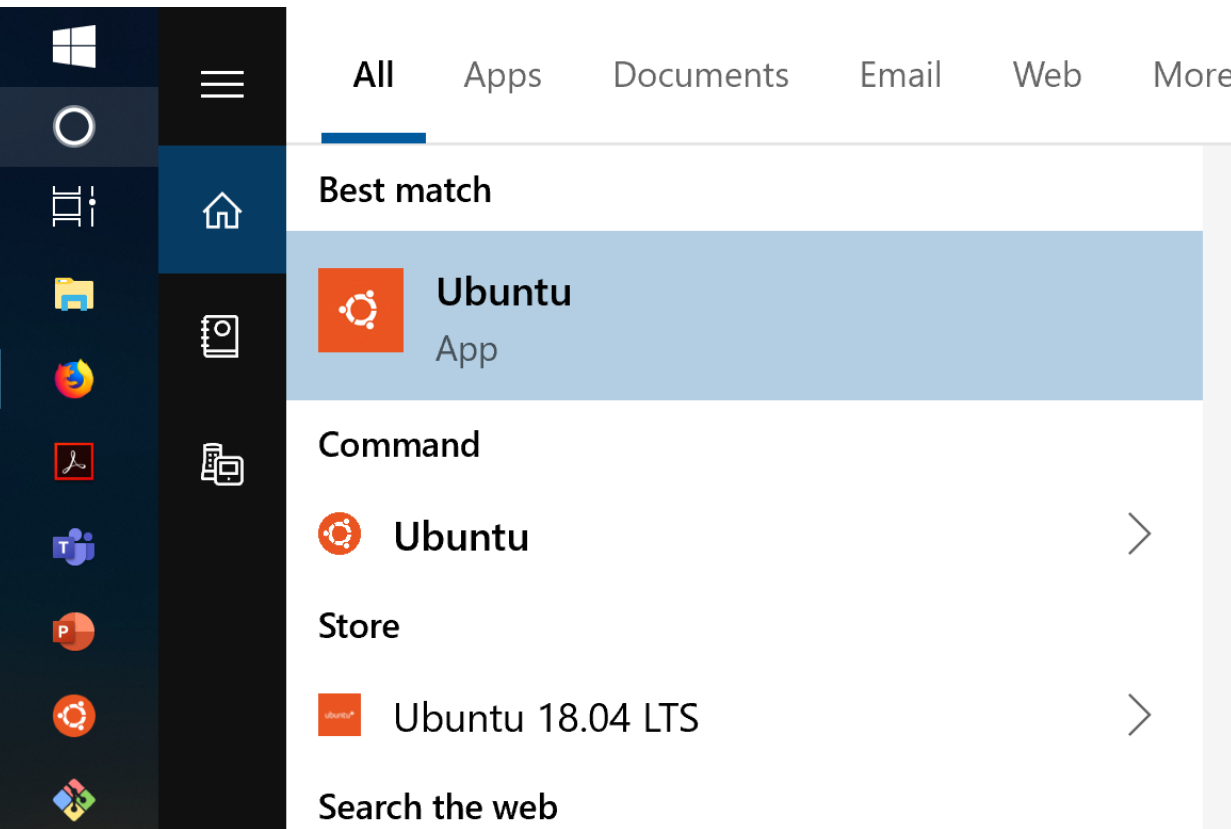 All Apps Documents Email Web More
Best match
Ubuntu
App
Command
Ubuntu
Store
ubuntu
Ubuntu 18.04 LTS
Search the web
T
P